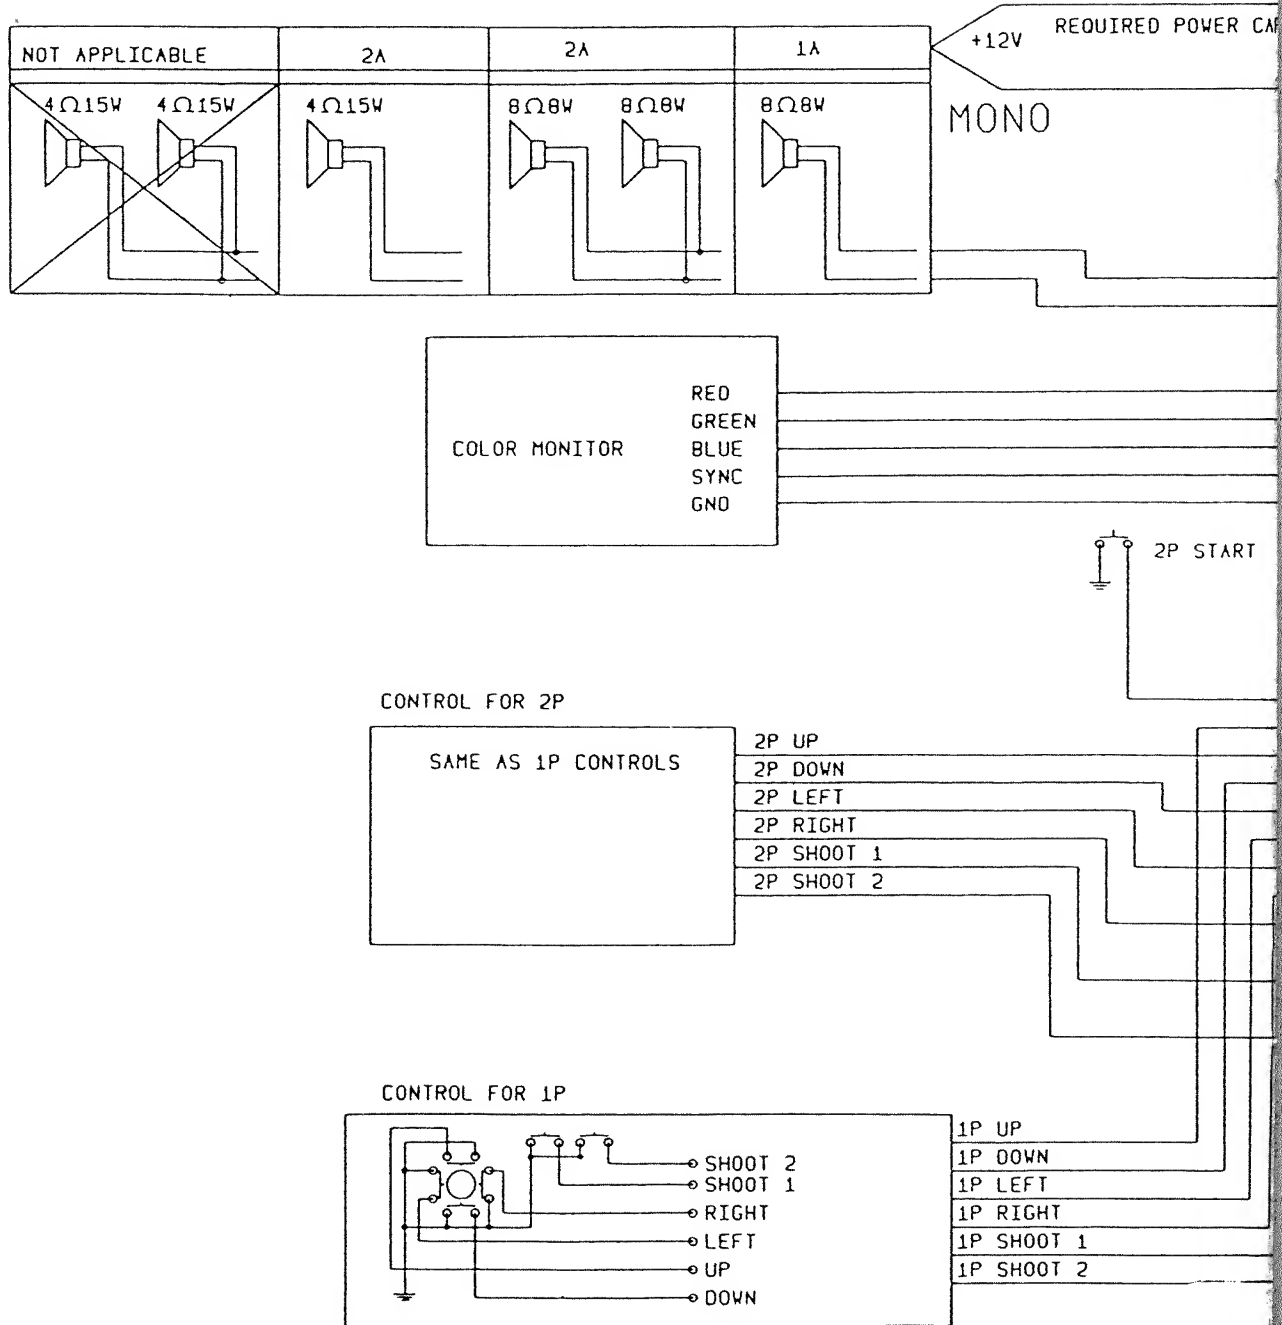 REQUIRED POWER
+12V
NOT APPLICABLE 2A 2A 1A
4Ω15W 4Ω15W 4Ω15W 8Ω8W 8Ω8W 8Ω8W
MONO
RED
GREEN
COLOR MONITOR BLUE
SYNC
GND
2P START
CONTROL FOR 2P
SAME AS 1P CONTROLS
2P UP
2P DOWN
2P LEFT
2P RIGHT
2P SHOOT 1
2P SHOOT 2
CONTROL FOR 1P
SHOOT 2
SHOOT 1
RIGHT
LEFT
UP
DOWN
1P UP
1P DOWN
1P LEFT
1P RIGHT
1P SHOOT 1
1P SHOOT 2